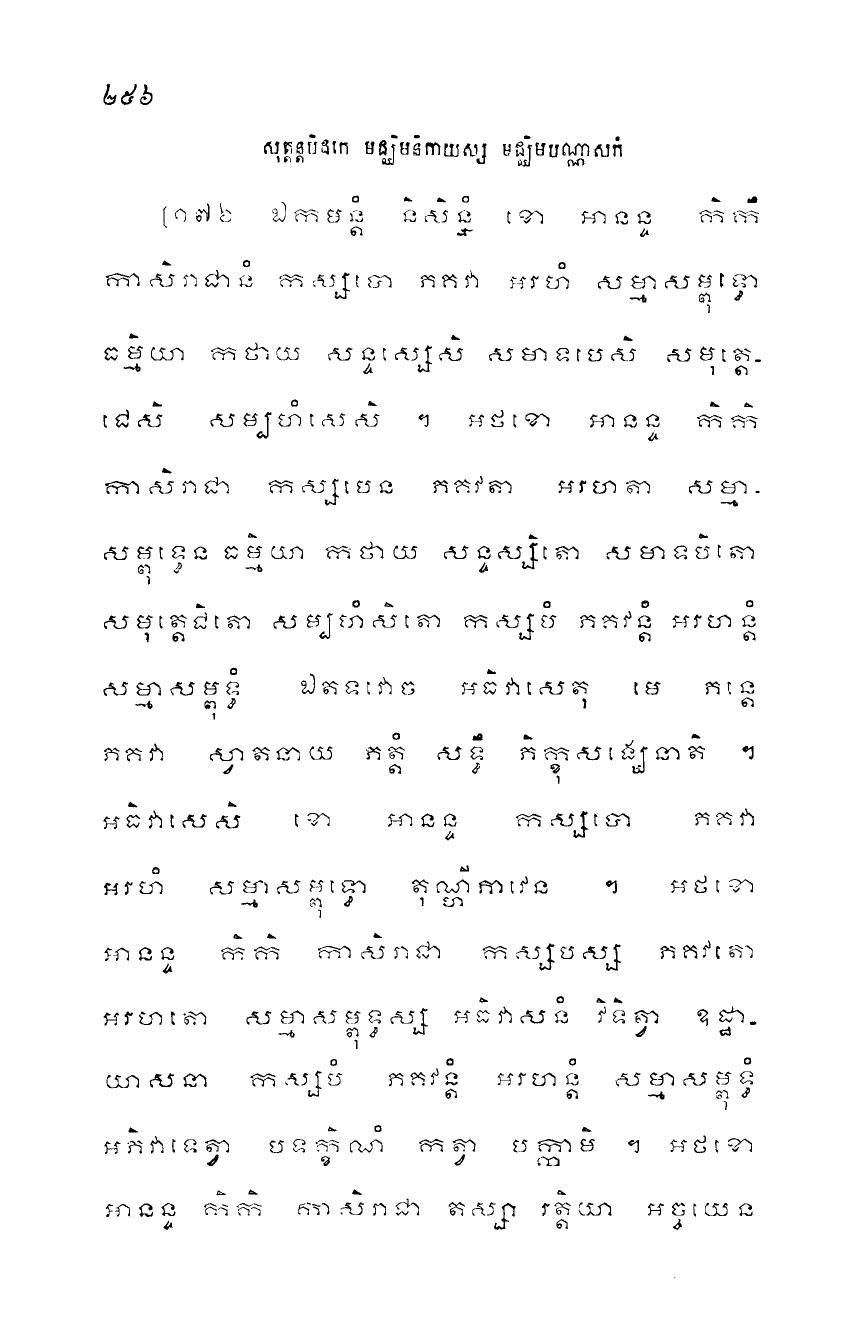 ២៥៦
សុត្តន្តបិដកេ មជ្ឈិមនិកាយស្ស មជ្ឈិមបណ្ណាសកំ
[១៧៦ ឯកមន្តំ និសិន្នំ ខោ អានន្ទ កិកឹ
កាសិរាជានំ កស្សបោ ភគវា អរហំ សម្មាសម្ពុទ្ធោ
ធម្មិយា កថាយ សន្ទស្សេសិ សមាទបេសិ សមុត្តេ-
ជេសិ សម្បហំសេសិ ។ អថខោ អានន្ទ កិកិ
កាសិរាជា កស្សបេន ភគវតា អរហតា សម្មា-
សម្ពុទ្ធេន ធម្មិយា កថាយ សន្ទស្សិតោ សមាទបិតោ
សមុត្តេជិតោ សម្បហំសិតោ កស្សបំ ភគវន្តំ អរហន្តំ
សម្មាសម្ពុទ្ធំ ឯតទវោច អធិវាសេតុ មេ ភន្តេ
ភគវា ស្វាតនាយ ភត្តំ សទ្ធឹ ភិក្ខុសង្ឃេនាតិ ។
អធិវាសេសិ ខោ អានន្ទ កស្សបោ ភគវា
អរហំ សម្មាសម្ពុទ្ធោ តុណ្ហីភាវេន ។ អថខោ
អានន្ទ កិកិ កាសិរាជា កស្សបស្ស ភគវតោ
អរហតោ សម្មាសម្ពុទ្ធស្ស អធិវាសនំ វិទិត្វា ឧដ្ឋា-
យាសនា កស្សបំ ភគវន្តំ អរហន្តំ សម្មាសម្ពុទ្ធំ
អភិវាទេត្វា បទក្ខិណំ កត្វា បក្កាមិ ។ អថខោ
អានន្ទ កិកិ កាសិរាជា តស្សា រត្តិយា អច្ចយេន